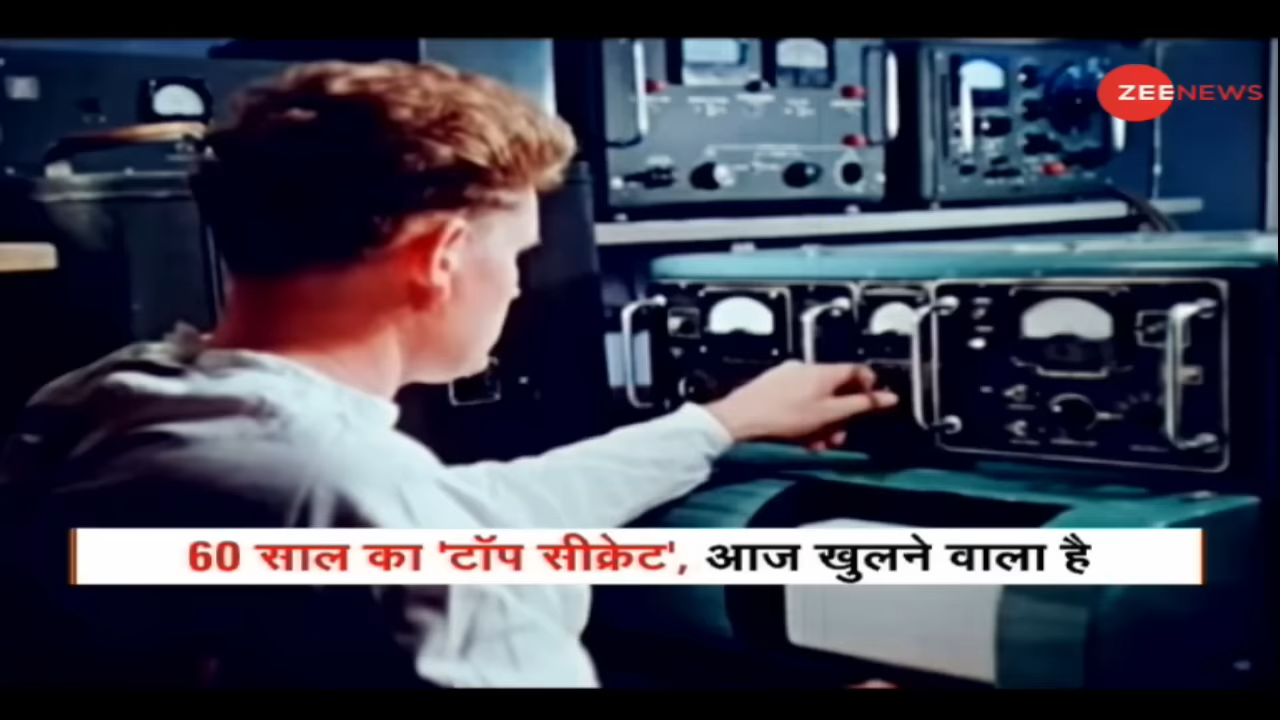 ZEENEWS
60 साल का 'टॉप सीक्रेट', आज खुलने वाला है